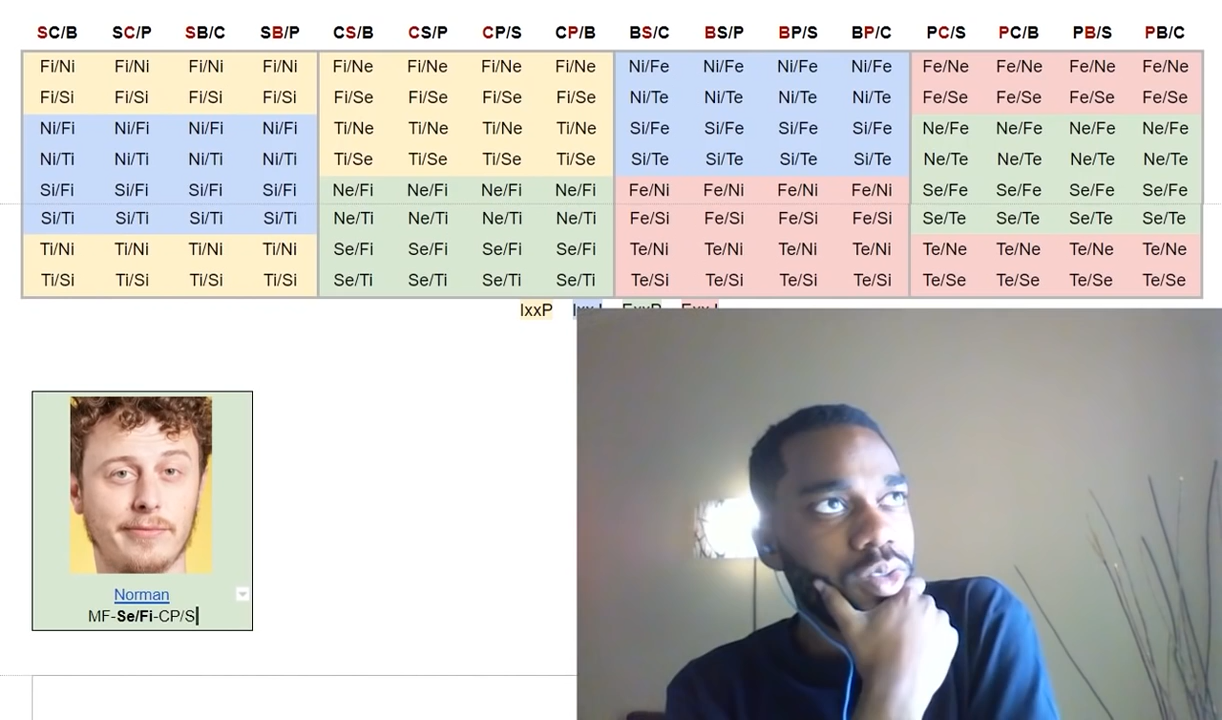 SC/B SC/P SB/C SB/P CS/B CS/P CP/S CP/B BS/C BS/P BP/S BP/C PC/S PC/B PB/S PB/C
Fi/Ni Fi/Ni Fi/Ni Fi/Ni Fi/Ne Fi/Ne Fi/Ne Fi/Ne Ni/Fe Ni/Fe Ni/Fe Ni/Fe Fe/Ne Fe/Ne Fe/Ne Fe/Ne
Fi/Si Fi/Si Fi/Si Fi/Si Fi/Se Fi/Se Fi/Se Fi/Se Ni/Te Ni/Te Ni/Te Ni/Te Fe/Se Fe/Se Fe/Se Fe/Se
Ni/Fi Ni/Fi Ni/Fi Ni/Fi Ti/Ne Ti/Ne Ti/Ne Ti/Ne Si/Fe Si/Fe Si/Fe Si/Fe Ne/Fe Ne/Fe Ne/Fe Ne/Fe
Ni/Ti Ni/Ti Ni/Ti Ni/Ti Ti/Se Ti/Se Ti/Se Ti/Se Si/Te Si/Te Si/Te Si/Te Ne/Te Ne/Te Ne/Te Ne/Te
Si/Fi Si/Fi Si/Fi Si/Fi Ne/Fi Ne/Fi Ne/Fi Ne/Fi Fe/Ni Fe/Ni Fe/Ni Fe/Ni Se/Fe Se/Fe Se/Fe Se/Fe
Si/Ti Si/Ti Si/Ti Si/Ti Ne/Ti Ne/Ti Ne/Ti Ne/Ti Fe/Si Fe/Si Fe/Si Fe/Si Se/Te Se/Te Se/Te Se/Te
Ti/Ni Ti/Ni Ti/Ni Ti/Ni Se/Fi Se/Fi Se/Fi Se/Fi Te/Ni Te/Ni Te/Ni Te/Ni Te/Ne Te/Ne Te/Ne Te/Ne
Ti/Si Ti/Si Ti/Si Ti/Si Se/Ti Se/Ti Se/Ti Se/Ti Te/Si Te/Si Te/Si Te/Si Te/Se Te/Se Te/Se Te/Se
IxxP
Norman
MF-Se/Fi-CP/S